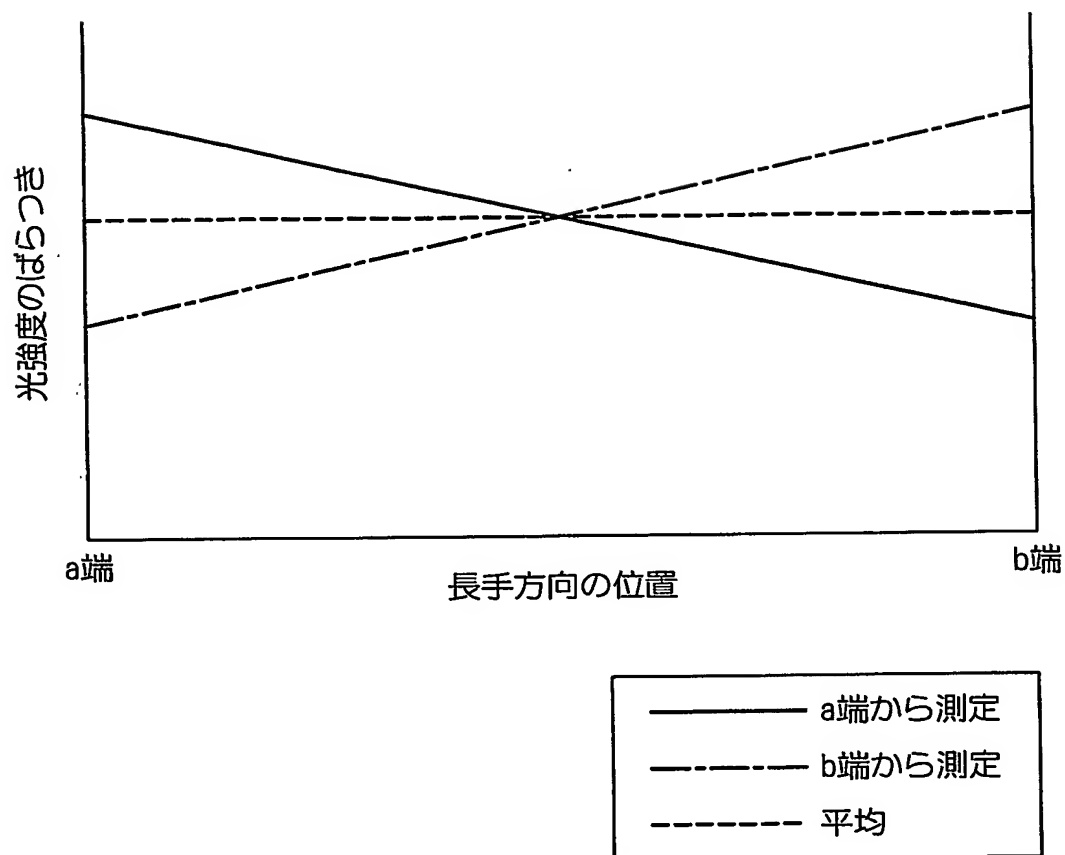 光強度のばらつき
a端
b端
長手方向の位置
a端から測定
b端から測定
平均